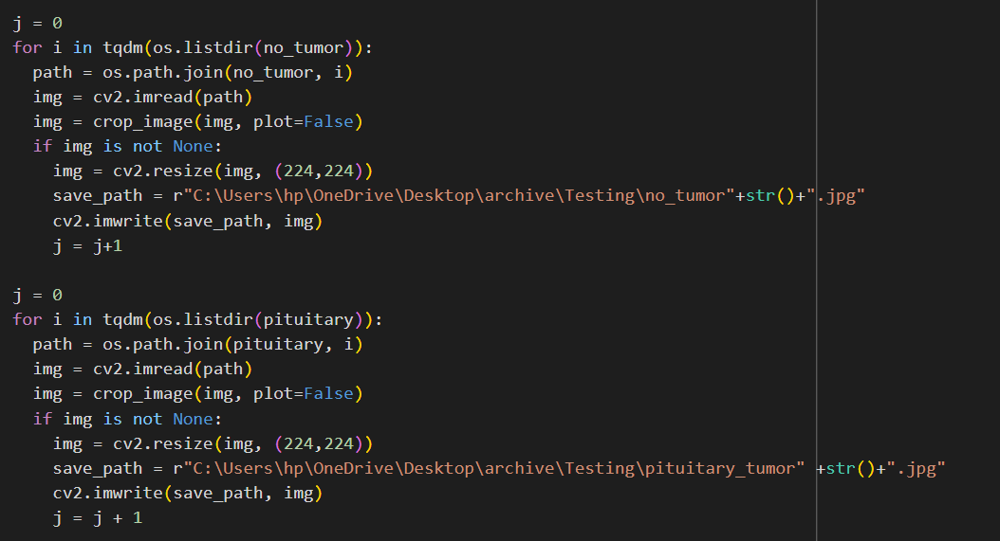 j = 0
for i in tqdm(os.listdir(no_tumor)):
  path = os.path.join(no_tumor, i)
  img = cv2.imread(path)
  img = crop_image(img, plot=False)
  if img is not None:
    img = cv2.resize(img, (224,224))
    save_path = r"C:\Users\hp\OneDrive\Desktop\archive\Testing\no_tumor"+str()+".jpg"
    cv2.imwrite(save_path, img)
    j = j+1

j = 0
for i in tqdm(os.listdir(pituitary)):
  path = os.path.join(pituitary, i)
  img = cv2.imread(path)
  img = crop_image(img, plot=False)
  if img is not None:
    img = cv2.resize(img, (224,224))
    save_path = r"C:\Users\hp\OneDrive\Desktop\archive\Testing\pituitary_tumor" +str()+".jpg"
    cv2.imwrite(save_path, img)
    j = j + 1